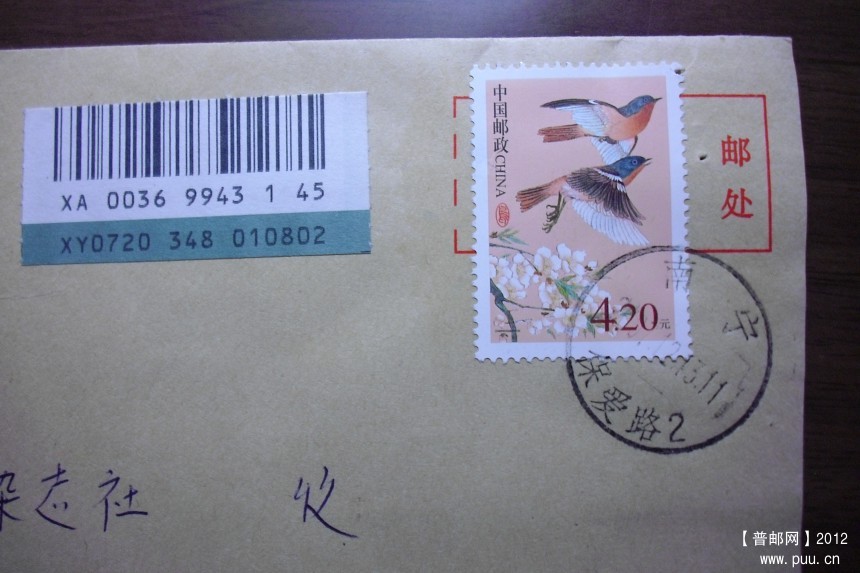 XA 0036 9943 1 45
XY0720 348 010802
中国邮政CHINA
4.20元
邮
处
南宁
保爱路2
杂志社 收
【普邮网】2012
www.puu.cn